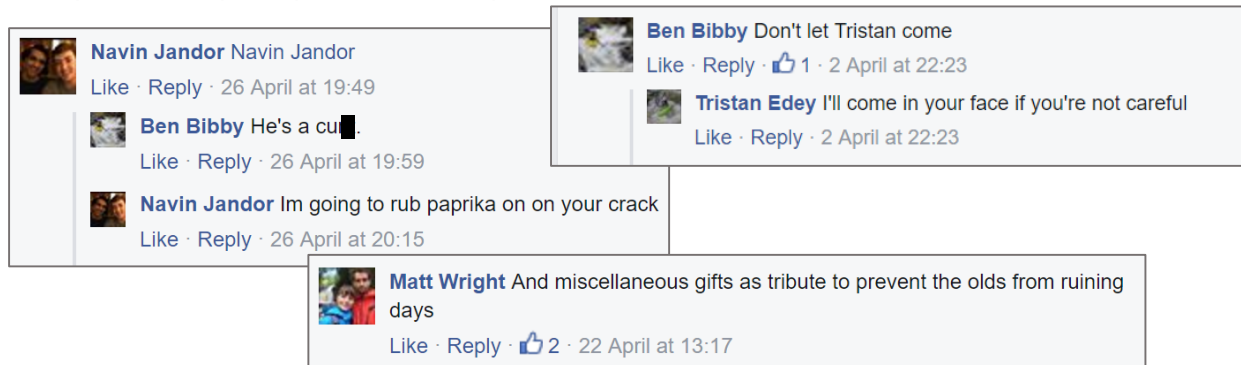 Navin Jandor Navin Jandor
Like · Reply · 26 April at 19:49
Ben Bibby He's a cu .
Like · Reply · 26 April at 19:59
Navin Jandor Im going to rub paprika on on your crack
Like · Reply · 26 April at 20:15
Ben Bibby Don't let Tristan come
Like · Reply · 1 · 2 April at 22:23
Tristan Edey I'll come in your face if you're not careful
Like · Reply · 2 April at 22:23
Matt Wright And miscellaneous gifts as tribute to prevent the olds from ruining
days
Like · Reply · 2 · 22 April at 13:17